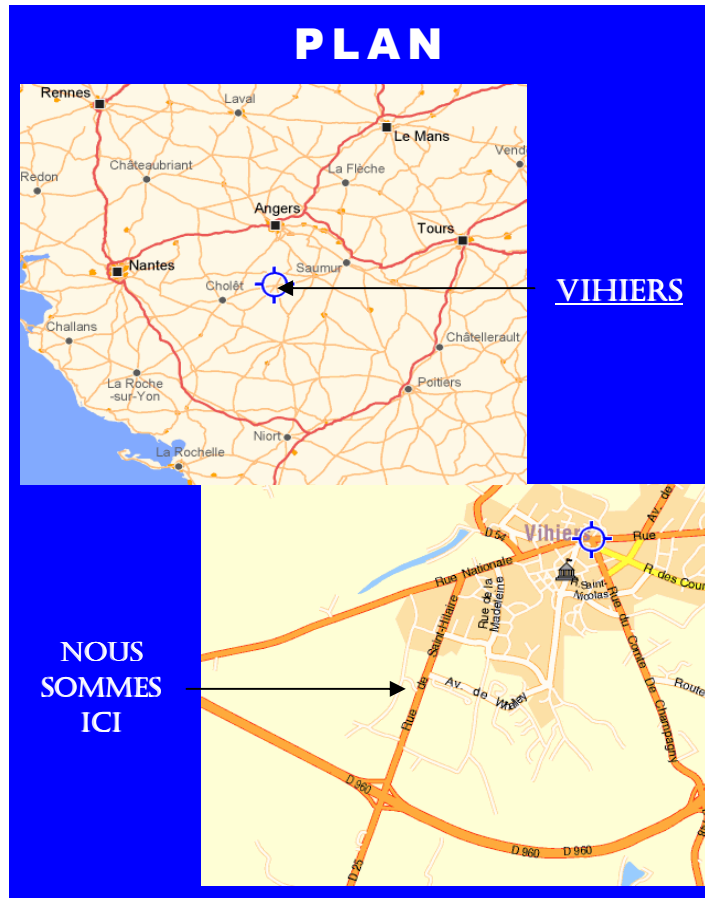 PLAN
Rennes
Laval
Le Mans
Châteaubriant
Vend
La Flèche
Redon
Angers
Tours
Nantes
Saumur
Cholêt
VIHIERS
Challans
Châtellerault
La Roche
-sur-Yon
Poitiers
Niort
La Rochelle
D 54
Vihiers
Av. de
Rue
Rue Nationale
R. des Cour
R. Saint-
Nicolas
Rue de la
Madeleine
Rue de Saint-Hilaire
Rue du Comte De Champagny
NOUS
SOMMES
ICI
Av. de Whalley
Route
D 960
D 960
D 960
D 25